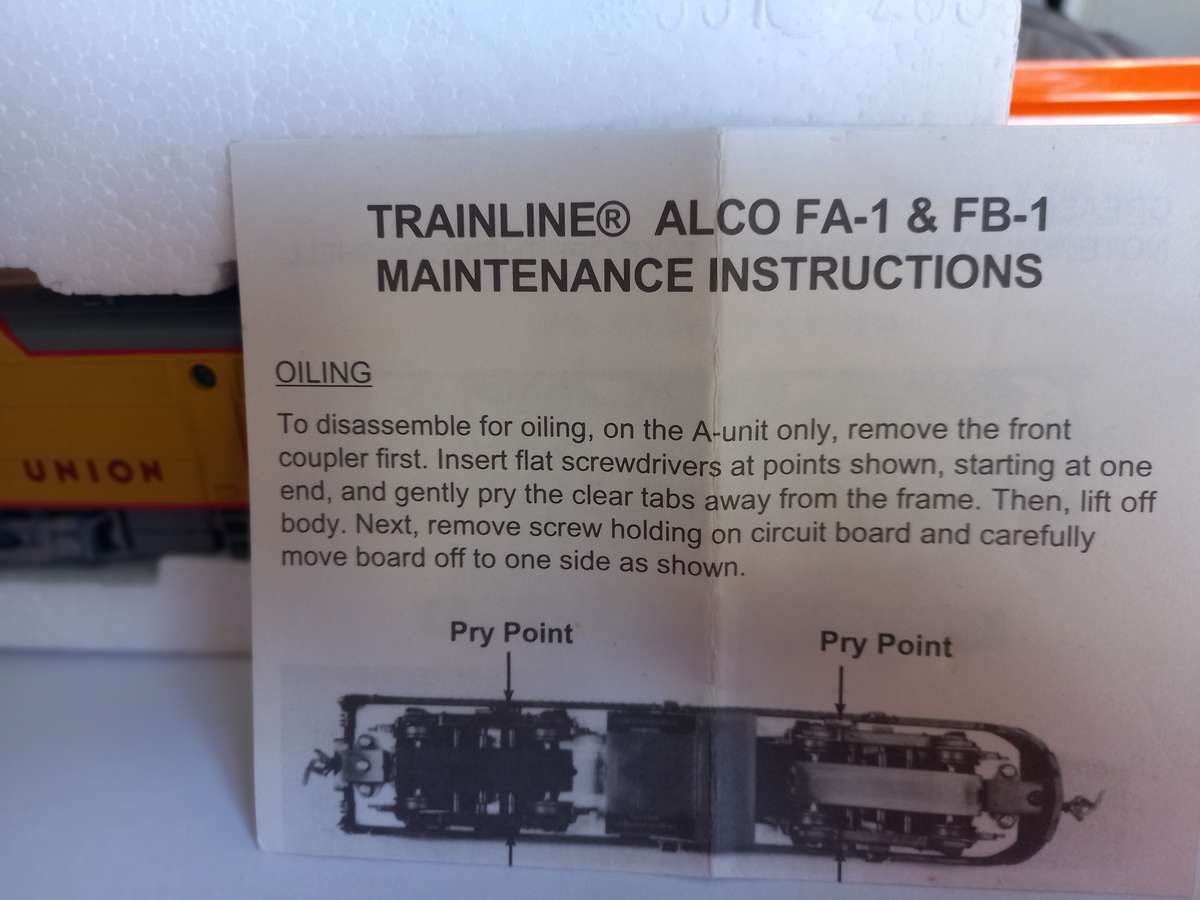 TRAINLINE® ALCO FA-1 & FB-1
MAINTENANCE INSTRUCTIONS
OILING
To disassemble for oiling, on the A-unit only, remove the front
coupler first. Insert flat screwdrivers at points shown, starting at one
end, and gently pry the clear tabs away from the frame. Then, lift off
body. Next, remove screw holding on circuit board and carefully
move board off to one side as shown.
Pry Point
Pry Point
UNION